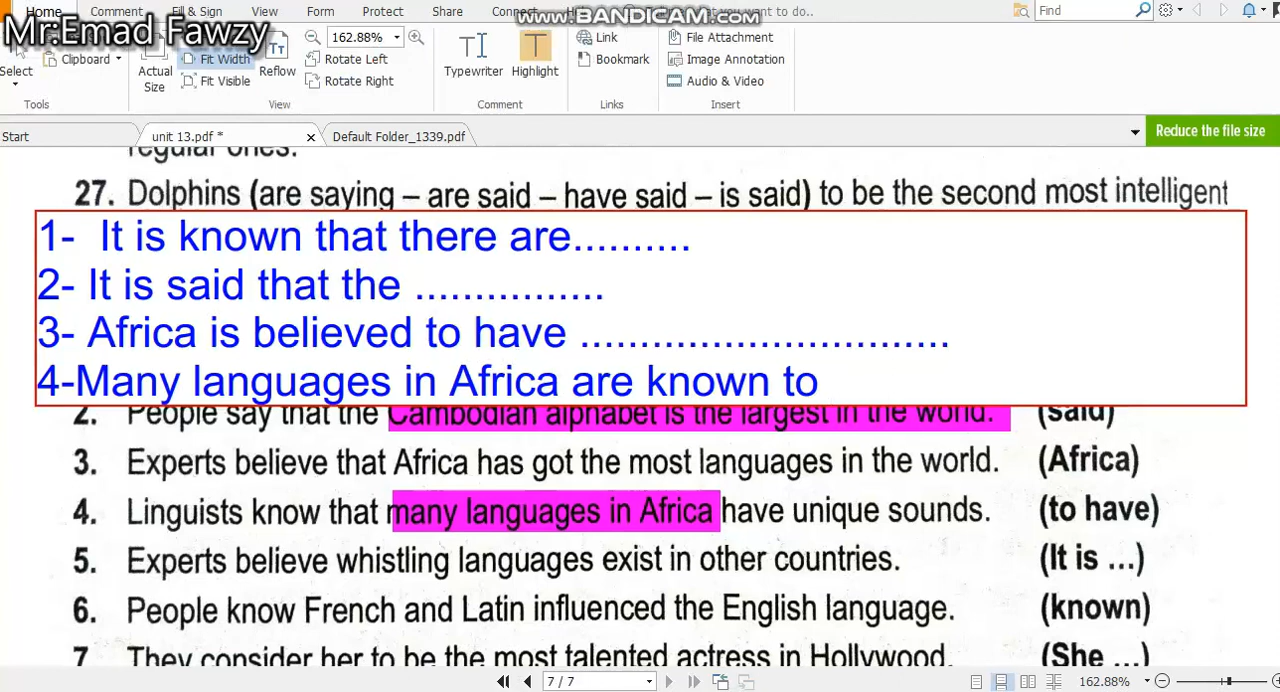 Home Comment Fill & Sign View Form Protect Share Connect you want to do.. Find
www.BANDICAM.com
Mr:Emad Fawzy
Select
Clipboard
Actual Size
Fit Width
Fit Visible
Reflow
162.88%
Rotate Left
Rotate Right
Typewriter
Highlight
Link
Bookmark
File Attachment
Image Annotation
Audio & Video
Tools View Comment Links Insert
Start unit 13.pdf * Default Folder_1339.pdf Reduce the file size
regular ones.
27. Dolphins (are saying – are said – have said – is said) to be the second most intelligent
1- It is known that there are..........
2- It is said that the ................
3- Africa is believed to have ...............................
4-Many languages in Africa are known to
2. People say that the Cambodian alphabet is the largest in the world. (said)
3. Experts believe that Africa has got the most languages in the world. (Africa)
4. Linguists know that many languages in Africa have unique sounds. (to have)
5. Experts believe whistling languages exist in other countries. (It is ...)
6. People know French and Latin influenced the English language. (known)
7 They consider her to be the most talented actress in Hollywood. (She ...)
7 / 7 162.88%